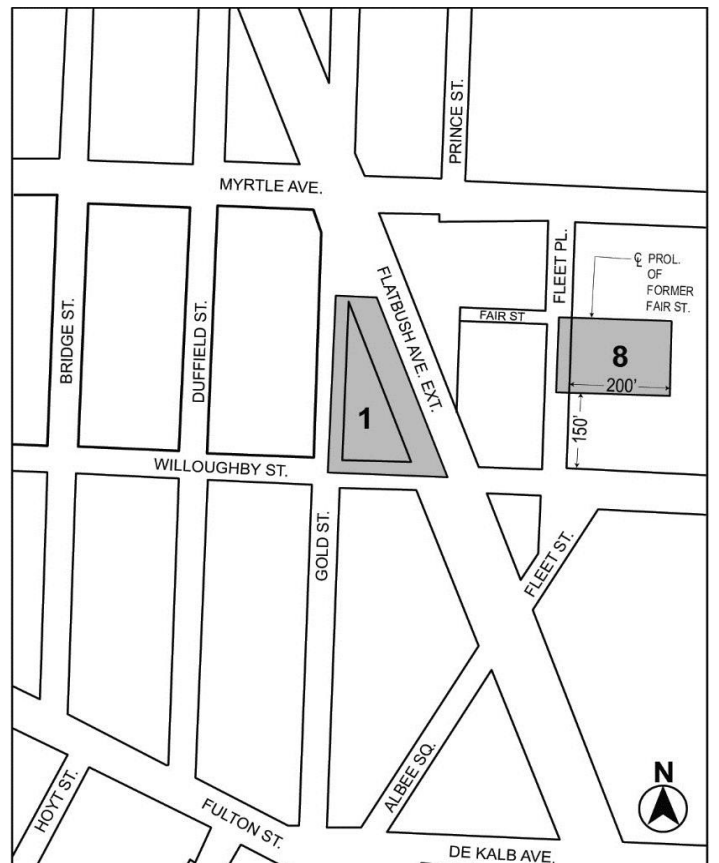 PRINCE ST.
MYRTLE AVE.
FLEET PL.
℄ PROL.
OF
FORMER
FAIR ST.
FLATBUSH AVE. EXT.
FAIR ST
BRIDGE ST.
DUFFIELD ST.
8
200'
1
150'
WILLOUGHBY ST.
GOLD ST.
FLEET ST.
ALBEE SQ.
N
HOYT ST.
FULTON ST.
DE KALB AVE.